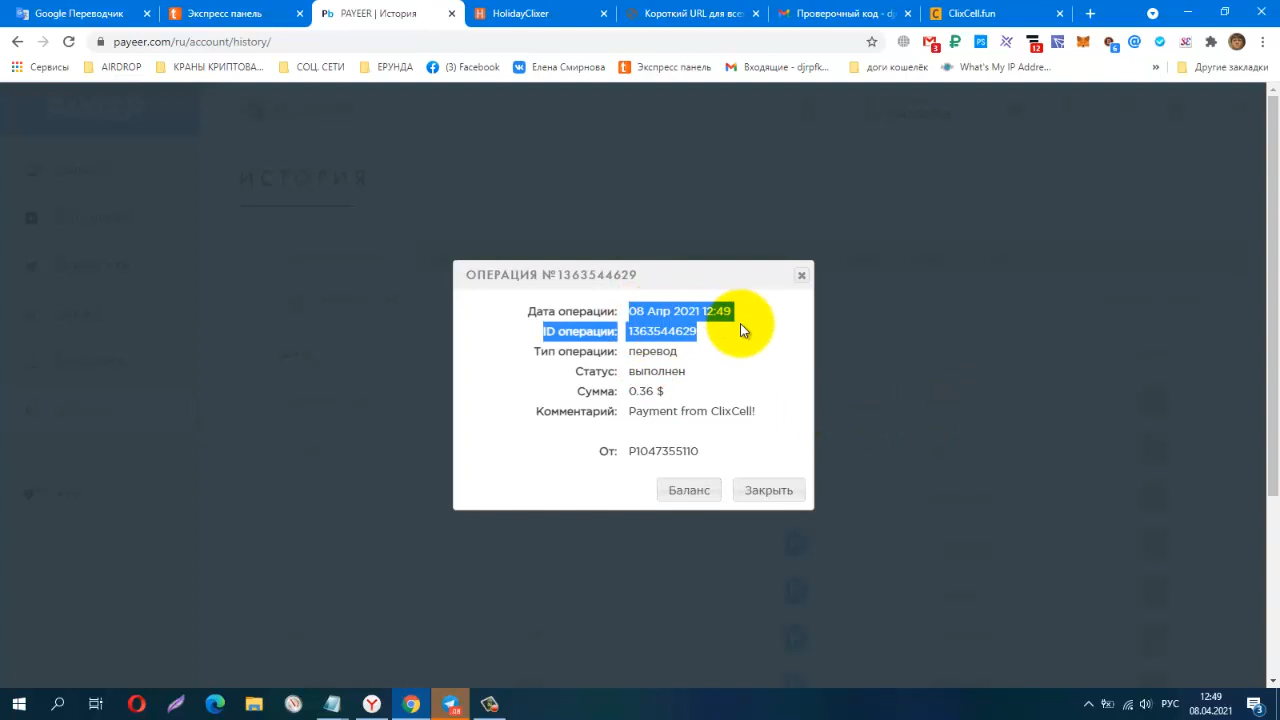 Google Переводчик
Экспресс панель
Pb PAYEER | История
HolidayClixer
Короткий URL для все
Проверочный код - dj
ClixCell.fun
payeer.com/ru/account/history/
Сервисы
AIRDROP
КРАНЫ КРИПТОВА...
СОЦ. СЕТИ
ЕРУНДА
(3) Facebook
Елена Смирнова
Экспресс панель
Входящие - djrpfk...
доги кошелёк
What's My IP Addre...
»
Другие закладки
ИСТОРИЯ
ОПЕРАЦИЯ №1363544629
Дата операции: 08 Апр 2021 12:49
ID операции: 1363544629
Тип операции: перевод
Статус: выполнен
Сумма: 0.36 $
Комментарий: Payment from ClixCell!
От: P1047355110
Баланс
Закрыть
РУС
12:49
08.04.2021